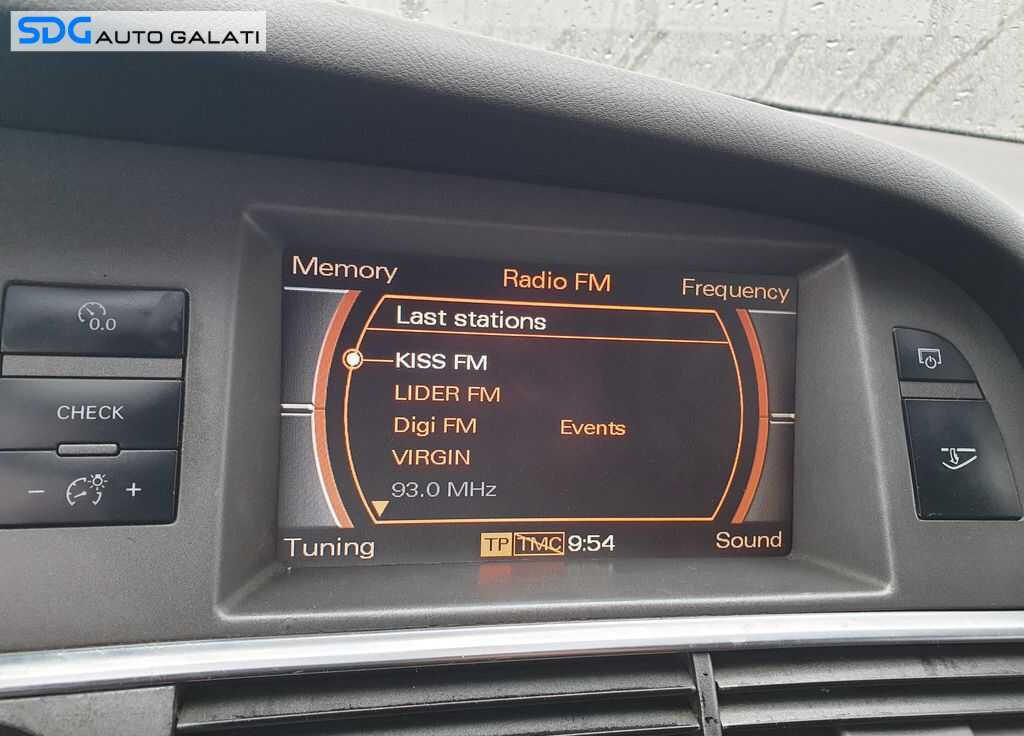 SDG AUTO GALATI
Memory
Radio FM
Frequency
Last stations
KISS FM
LIDER FM
Digi FM Events
VIRGIN
93.0 MHz
Tuning
TP TMC 9:54
Sound
0.0
CHECK
- +